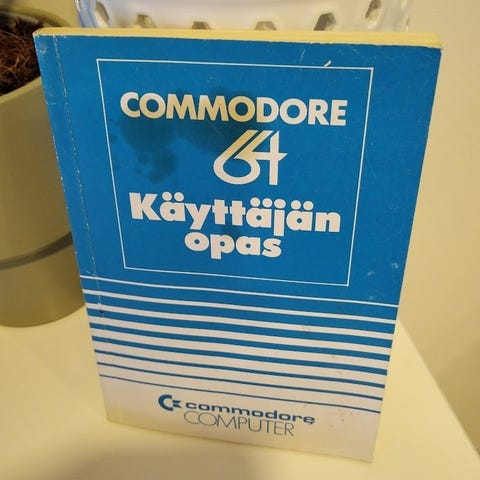 COMMODORE
64
Käyttäjän
opas
commodore
COMPUTER